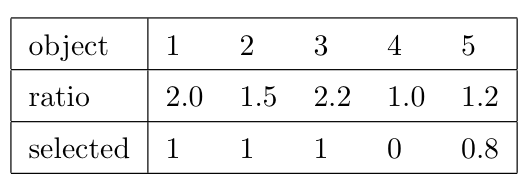 object 1 2 3 4 5
ratio 2.0 1.5 2.2 1.0 1.2
selected 1 1 1 0 0.8